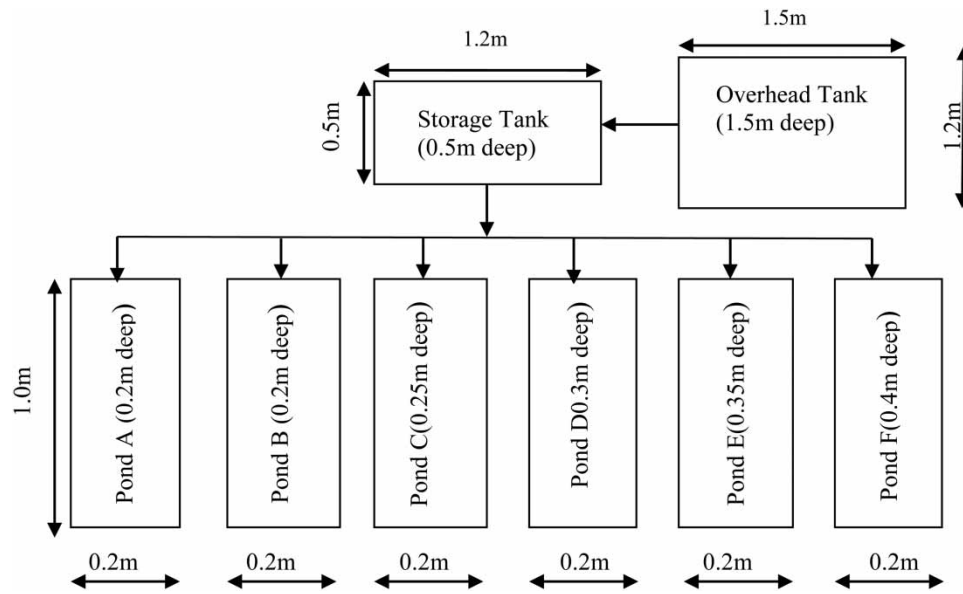 1.2m
1.5m
0.5m
Storage Tank
(0.5m deep)
Overhead Tank
(1.5m deep)
1.2m
1.0m
Pond A (0.2m deep)
Pond B (0.2m deep)
Pond C(0.25m deep)
Pond D0.3m deep)
Pond E(0.35m deep)
Pond F(0.4m deep)
0.2m
0.2m
0.2m
0.2m
0.2m
0.2m